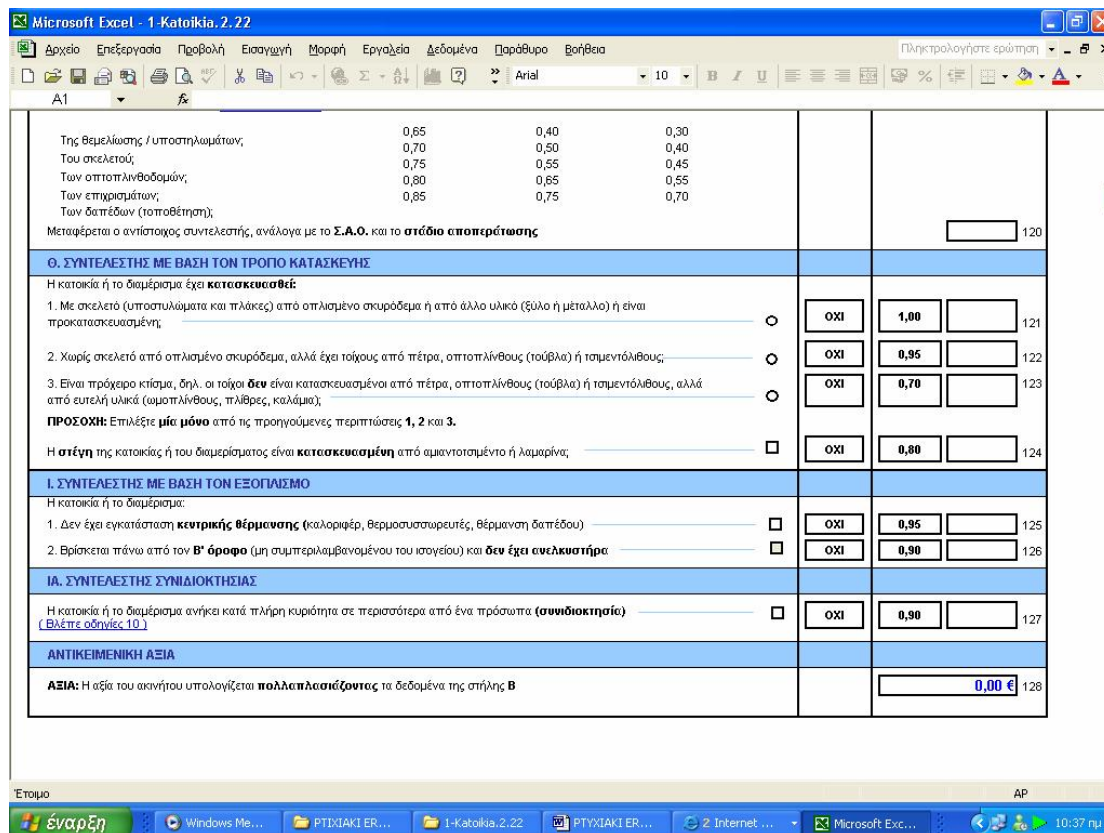 Microsoft Excel - 1-Katoikia.2.22
Αρχείο Επεξεργασία Προβολή Εισαγωγή Μορφή Εργαλεία Δεδομένα Παράθυρο Βοήθεια Πληκτρολογήστε ερώτηση
Arial 10 B I U
A1 fx
0,65 0,40 0,30
Της θεμελίωσης / υποστηλωμάτων;
0,70 0,50 0,40
Του σκελετού;
0,75 0,55 0,45
Των οπτοπλινθοδομών;
0,80 0,65 0,55
Των επιχρισμάτων;
0,85 0,75 0,70
Των δαπέδων (τοποθέτηση);
Μεταφέρεται ο αντίστοιχος συντελεστής, ανάλογα με το Σ.Α.Ο. και το στάδιο αποπεράτωσης 120
Θ. ΣΥΝΤΕΛΕΣΤΗΣ ΜΕ ΒΑΣΗ ΤΟΝ ΤΡΟΠΟ ΚΑΤΑΣΚΕΥΗΣ
Η κατοικία ή το διαμέρισμα έχει κατασκευασθεί:
1. Με σκελετό (υποστυλώματα και πλάκες) από οπλισμένο σκυρόδεμα ή από άλλο υλικό (ξύλο ή μέταλλο) ή είναι
προκατασκευασμένη; ΟΧΙ 1,00 121
2. Χωρίς σκελετό από οπλισμένο σκυρόδεμα, αλλά έχει τοίχους από πέτρα, οπτοπλίνθους (τούβλα) ή τσιμεντόλιθους; ΟΧΙ 0,95 122
3. Είναι πρόχειρο κτίσμα, δηλ. οι τοίχοι δεν είναι κατασκευασμένοι από πέτρα, οπτοπλίνθους (τούβλα) ή τσιμεντόλιθους, αλλά ΟΧΙ 0,70 123
από ευτελή υλικά (ωμοπλίνθους, πλίθρες, καλάμια);
ΠΡΟΣΟΧΗ: Επιλέξτε μία μόνο από τις προηγούμενες περιπτώσεις 1, 2 και 3.
Η στέγη της κατοικίας ή του διαμερίσματος είναι κατασκευασμένη από αμιαντοτσιμέντο ή λαμαρίνα; ΟΧΙ 0,80 124
Ι. ΣΥΝΤΕΛΕΣΤΗΣ ΜΕ ΒΑΣΗ ΤΟΝ ΕΞΟΠΛΙΣΜΟ
Η κατοικία ή το διαμέρισμα:
1. Δεν έχει εγκατάσταση κεντρικής θέρμανσης (καλοριφέρ, θερμοσυσσωρευτές, θέρμανση δαπέδου) ΟΧΙ 0,95 125
2. Βρίσκεται πάνω από τον Β' όροφο (μη συμπεριλαμβανομένου του ισογείου) και δεν έχει ανελκυστήρα ΟΧΙ 0,90 126
ΙΑ. ΣΥΝΤΕΛΕΣΤΗΣ ΣΥΝΙΔΙΟΚΤΗΣΙΑΣ
Η κατοικία ή το διαμέρισμα ανήκει κατά πλήρη κυριότητα σε περισσότερα από ένα πρόσωπα (συνιδιοκτησία) ΟΧΙ 0,90 127
( Βλέπε οδηγίες 10 )
ΑΝΤΙΚΕΙΜΕΝΙΚΗ ΑΞΙΑ
ΑΞΙΑ: Η αξία του ακινήτου υπολογίζεται πολλαπλασιάζοντας τα δεδομένα της στήλης Β 0,00 € 128
Έτοιμο AP
έναρξη Windows Me... PTIXIAKI ER... 1-Katoikia.2.22 PTYXIAKI ER... 2 Internet ... Microsoft Exc... 10:37 πμ